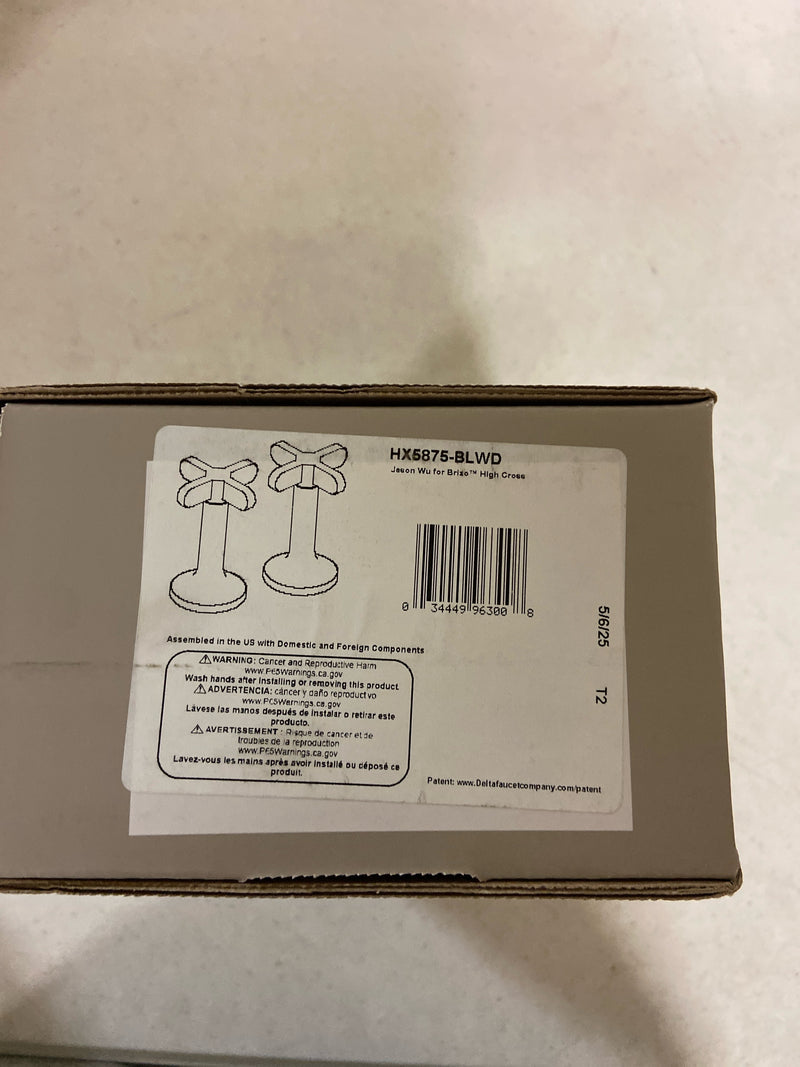 HX5875-BLWD
Jason Wu for Brizo™ High Cross
0 34449 96300 8
5/6/25 T2
Assembled in the US with Domestic and Foreign Components
⚠WARNING: Cancer and Reproductive Harm
www.P65Warnings.ca.gov
Wash hands after installing or removing this product.
⚠ADVERTENCIA: cáncer y daño reproductivo
www.P65Warnings.ca.gov
Lávese las manos después de instalar o retirar este
producto.
⚠AVERTISSEMENT : Risque de cancer et de
troubles de la reproduction
www.P65Warnings.ca.gov
Lavez-vous les mains après avoir installé ou déposé ce
produit.
Patent: www.Deltafaucetcompany.com/patent